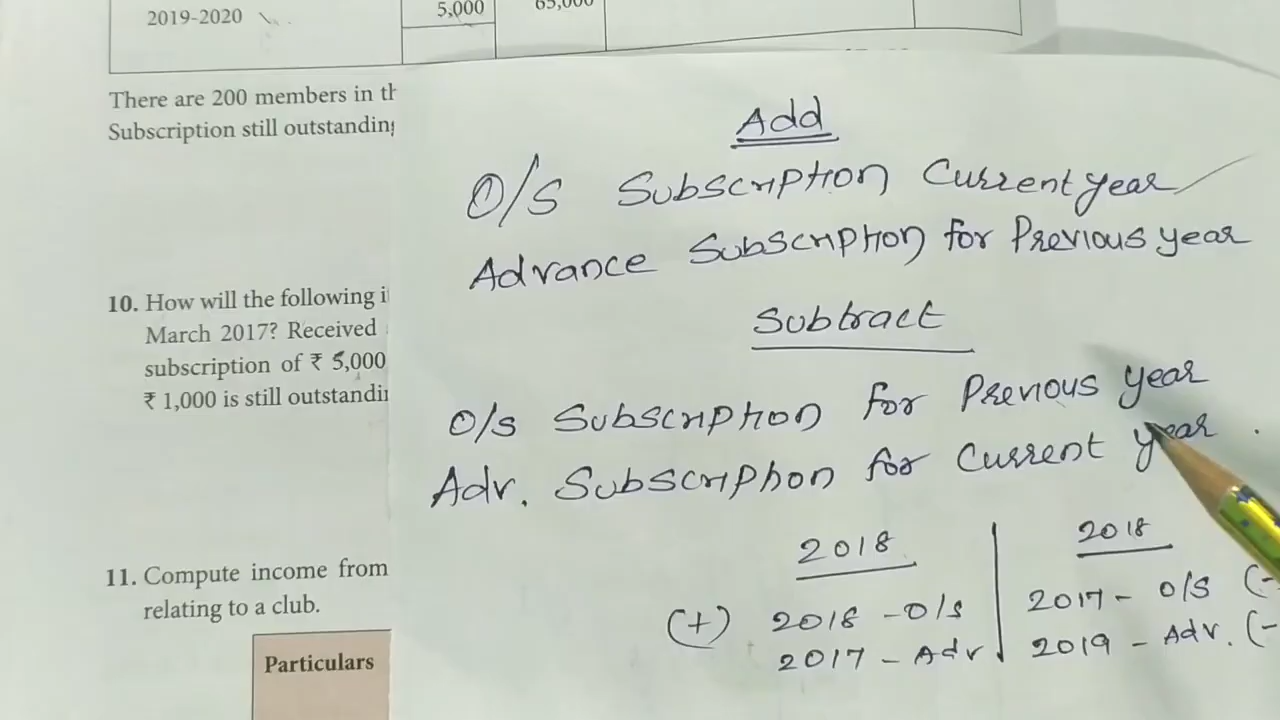 2019-2020
5,000
65,000
There are 200 members in th
Subscription still outstanding
10. How will the following i
March 2017? Received
subscription of ₹ 5,000
₹ 1,000 is still outstandin
11. Compute income from
relating to a club.
Particulars
Add
O/S Subscription Current year
Advance Subscription for Previous year
Subtract
O/s Subscription for Previous year
Adv. Subscription for Current year
2018
(+) 2018 - O/s
2017 - Adv
2018
2017 - O/s (-
2019 - Adv. (-